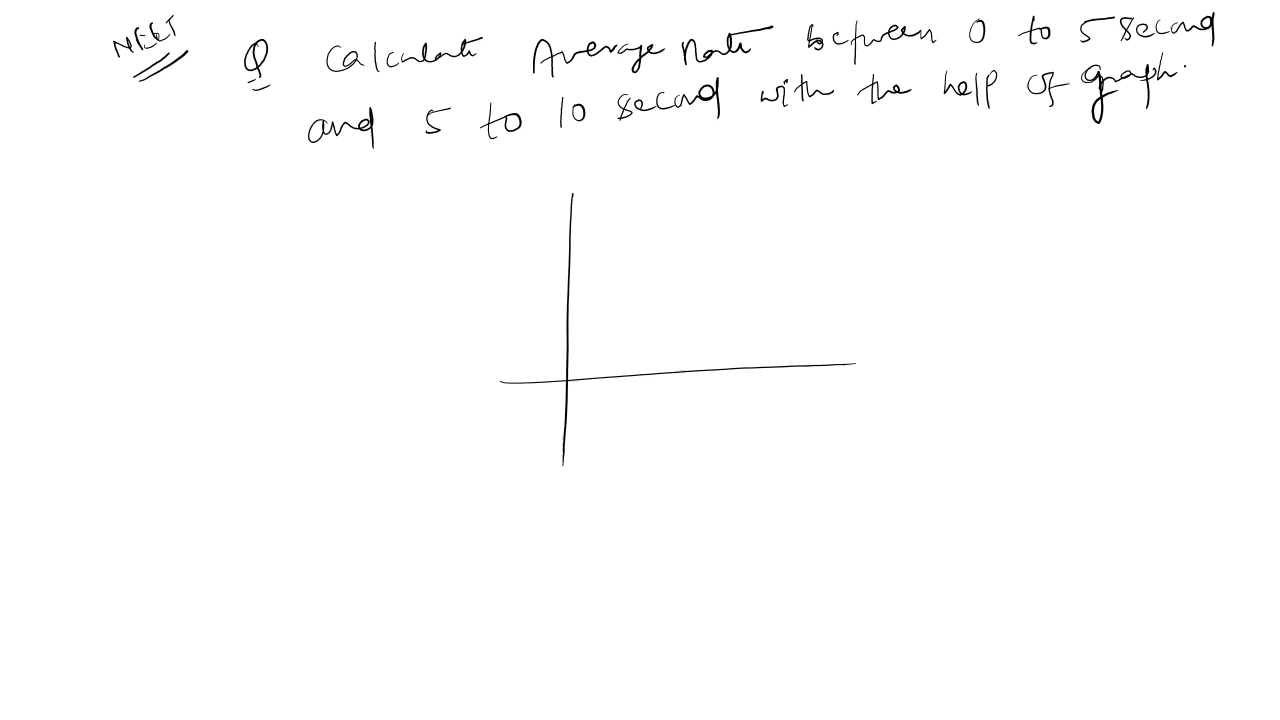 NEET
Q Calculate Average Rate between 0 to 5 second
and 5 to 10 second with the help of graph.